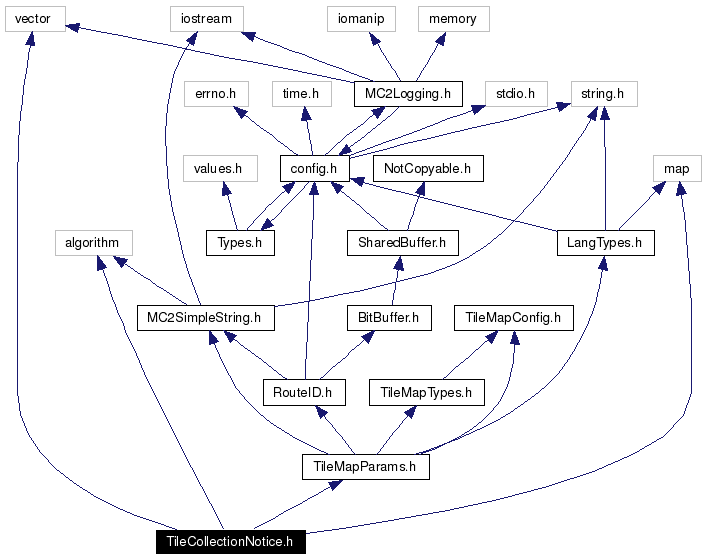 vector
iostream
iomanip
memory
errno.h
time.h
MC2Logging.h
stdio.h
string.h
values.h
config.h
NotCopyable.h
map
algorithm
Types.h
SharedBuffer.h
LangTypes.h
MC2SimpleString.h
BitBuffer.h
TileMapConfig.h
RouteID.h
TileMapTypes.h
TileMapParams.h
TileCollectionNotice.h